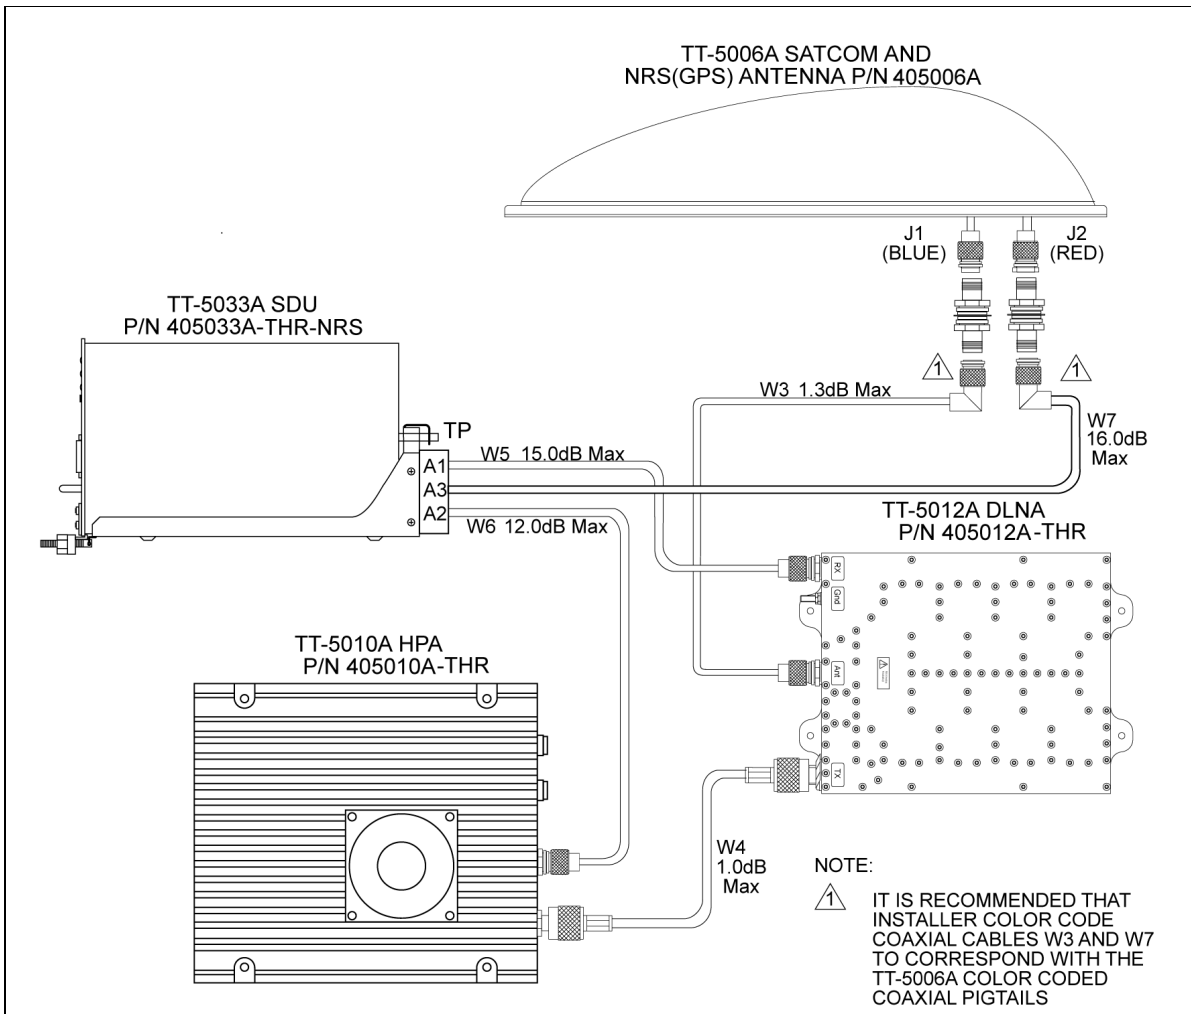 TT-5006A SATCOM AND
NRS(GPS) ANTENNA P/N 405006A
J1
(BLUE)
J2
(RED)
TT-5033A SDU
P/N 405033A-THR-NRS
1
1
W3 1.3dB Max
W7
16.0dB
Max
TP
A1
A3
A2
W5 15.0dB Max
W6 12.0dB Max
TT-5012A DLNA
P/N 405012A-THR
RX
Gnd
Ant
TX
TT-5010A HPA
P/N 405010A-THR
W4
1.0dB
Max
NOTE:
1
IT IS RECOMMENDED THAT
INSTALLER COLOR CODE
COAXIAL CABLES W3 AND W7
TO CORRESPOND WITH THE
TT-5006A COLOR CODED
COAXIAL PIGTAILS